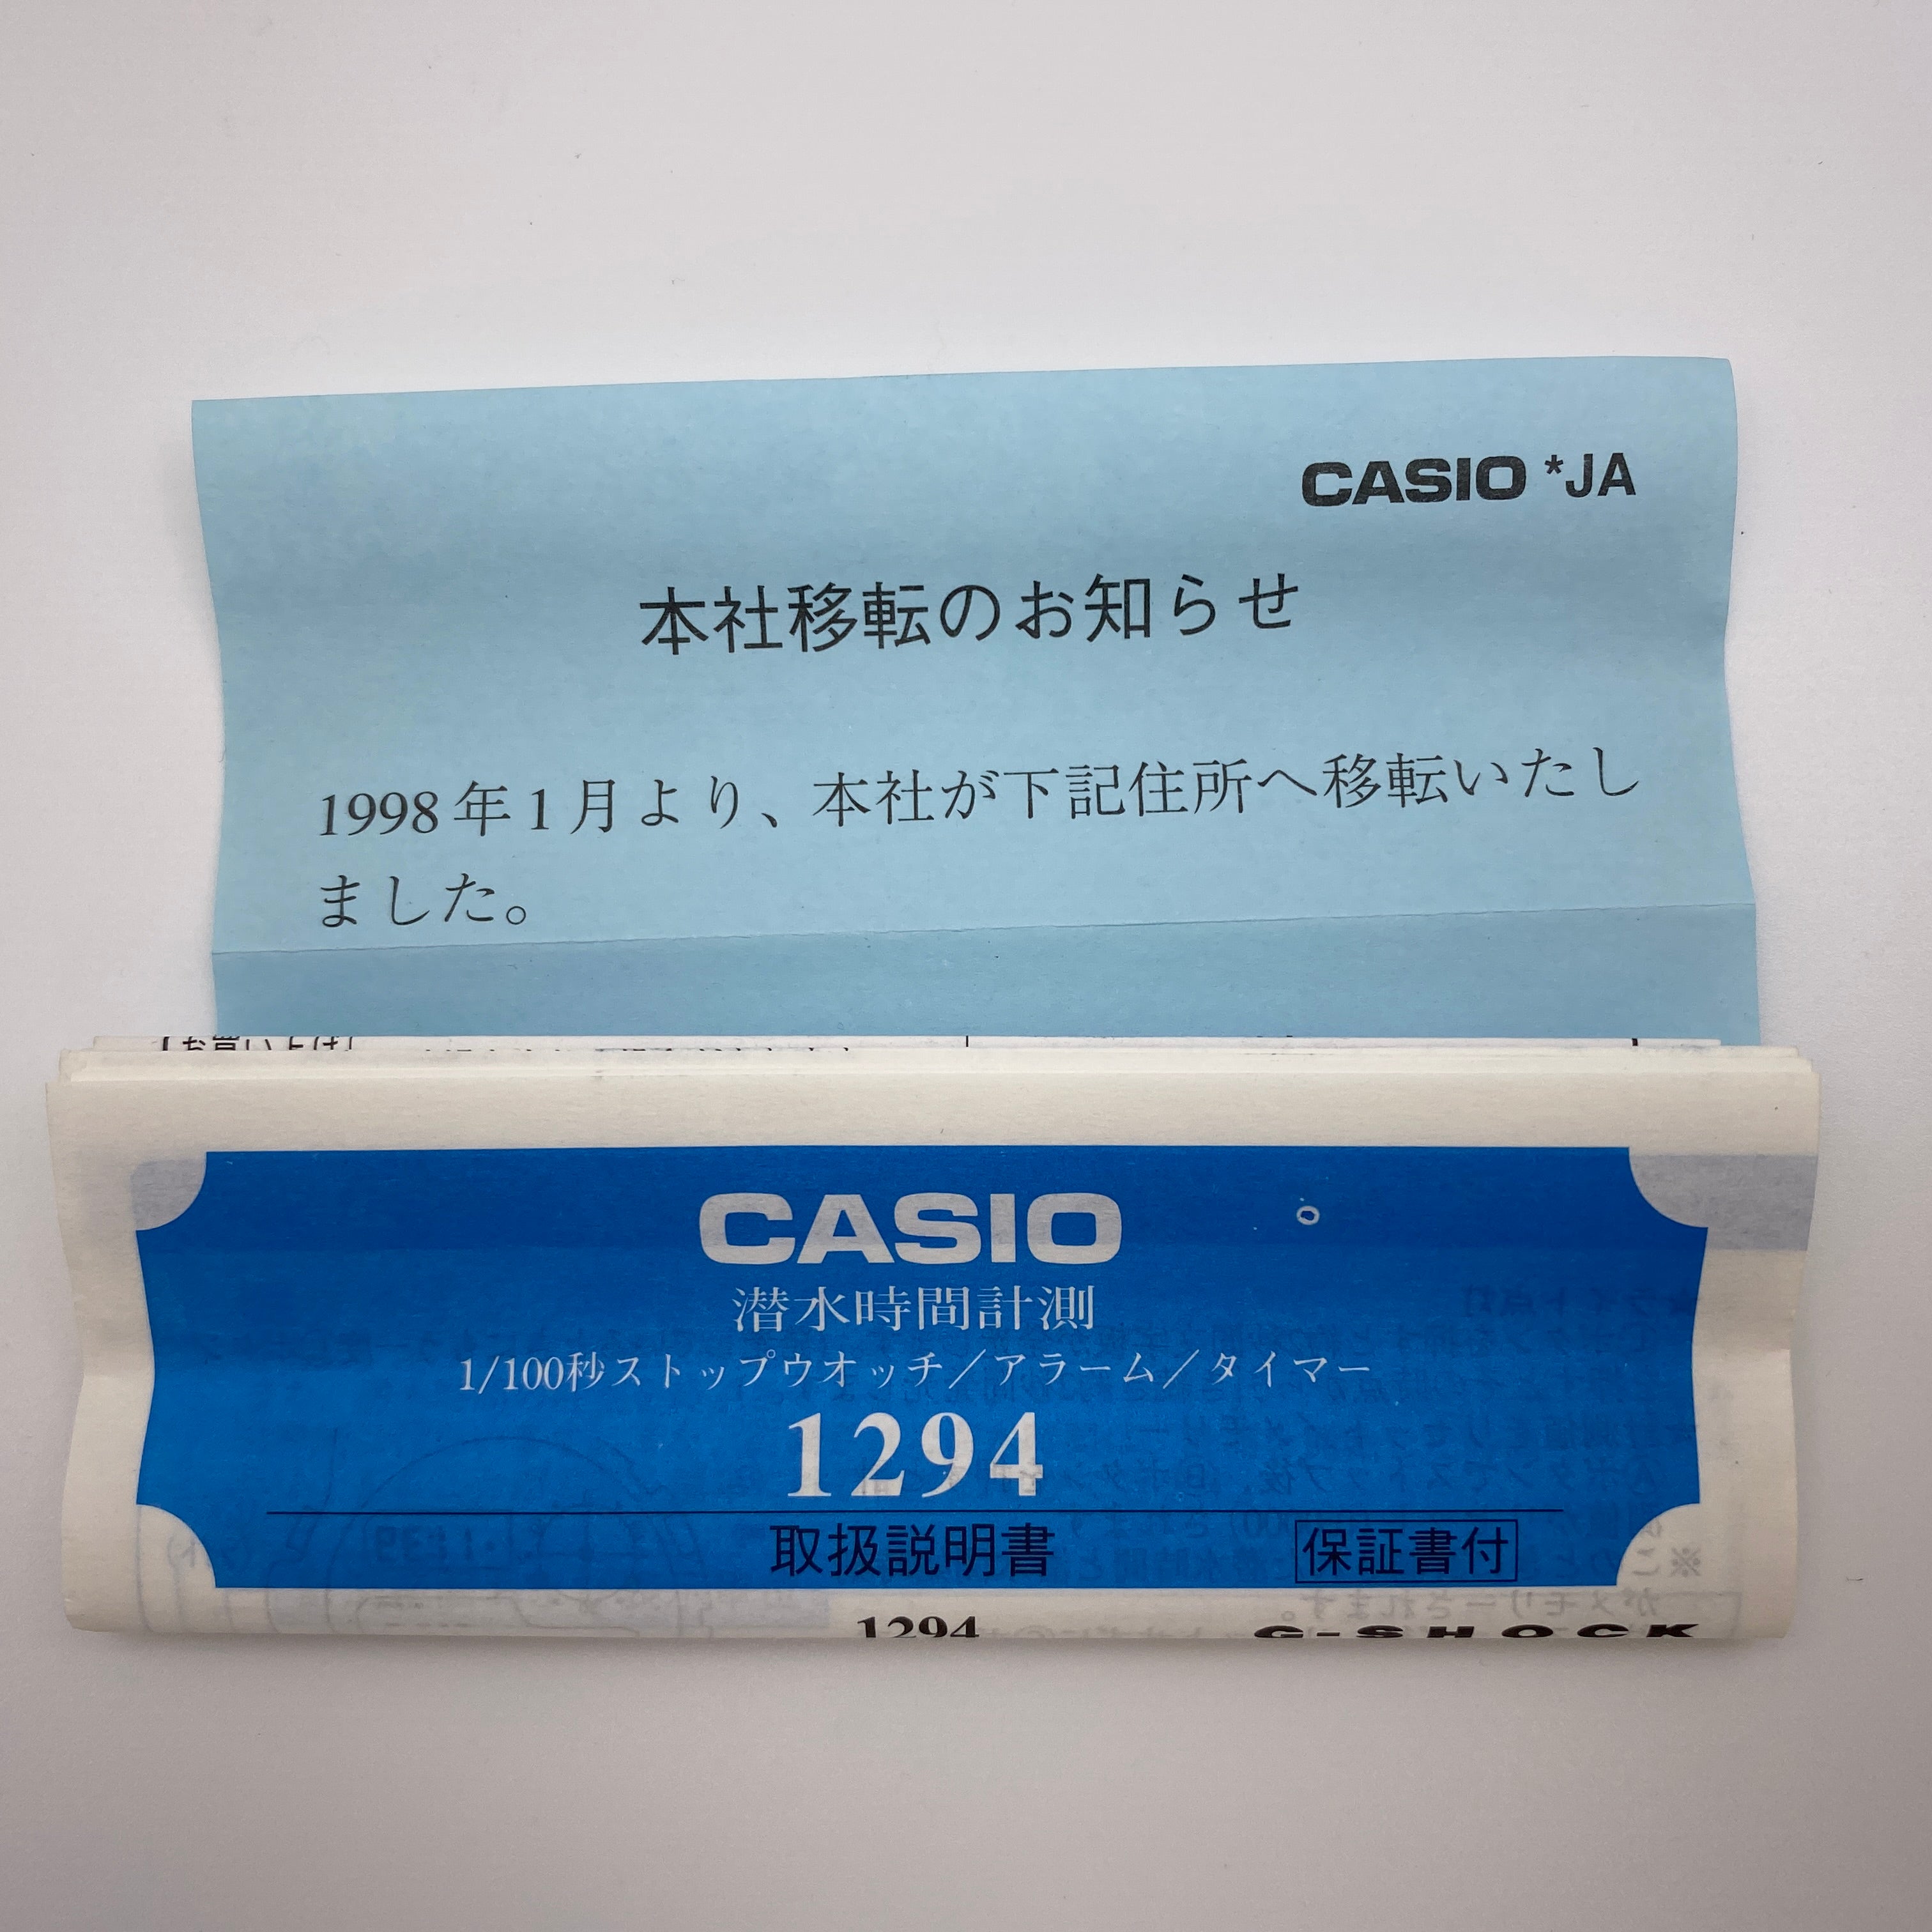 CASIO *JA
本社移転のお知らせ
1998年1月より、本社が下記住所へ移転いたし
ました。
CASIO
潜水時間計測
1/100秒ストップウオッチ／アラーム／タイマー
1294
取扱説明書 保証書付
1294 G-SHOCK